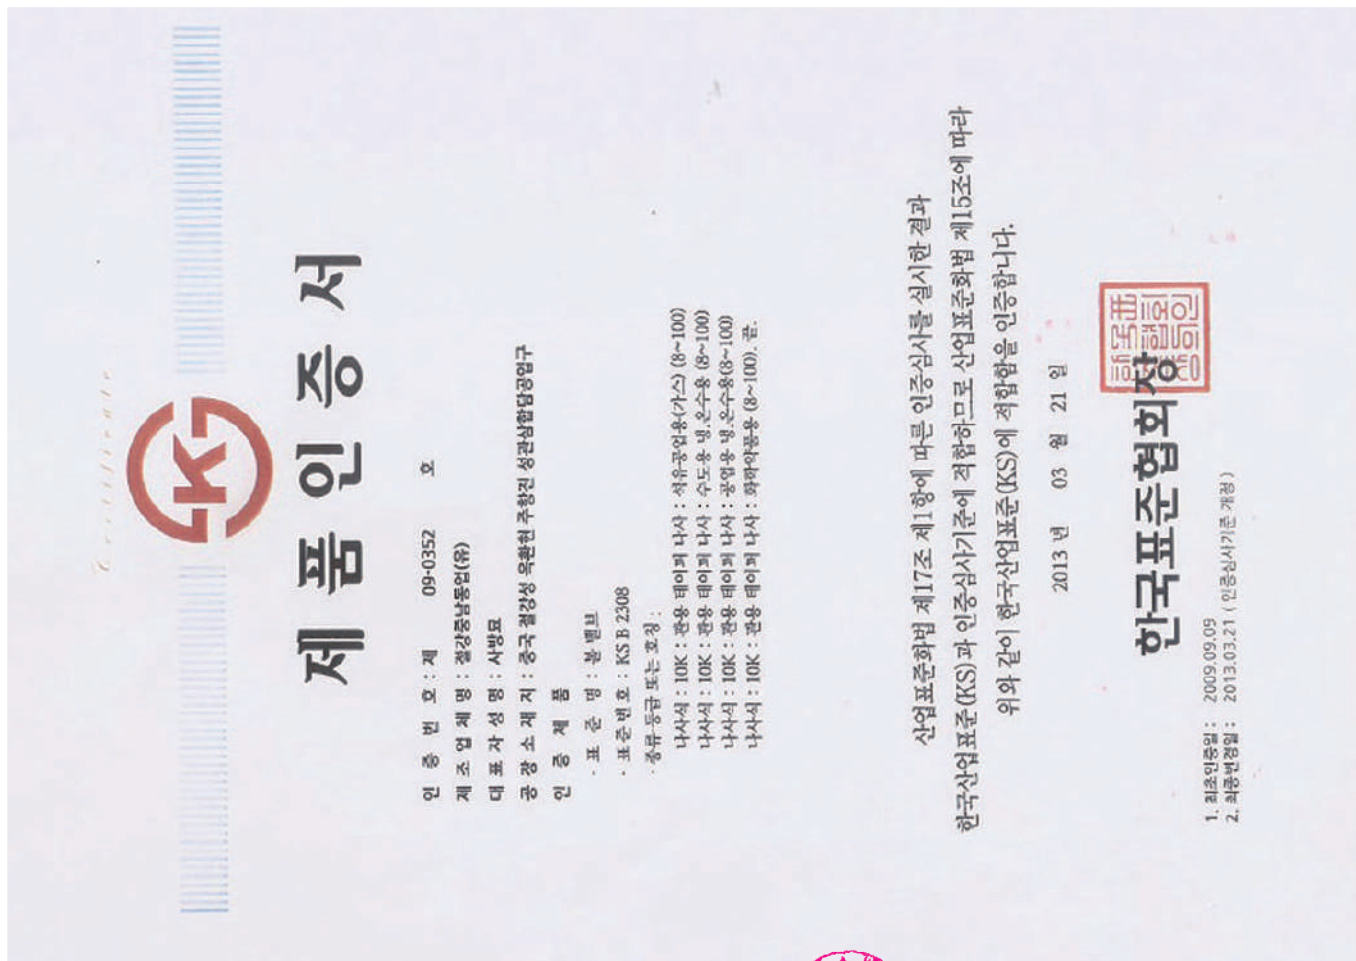 Certificate
K
제품인증서
인 증 번 호 : 제 09-0352 호
제 조 업 체 명 : 절강중남동업(유)
대 표 자 성 명 : 사방묘
공 장 소 재 지 : 중국 절강성 옥환현 주항진 성관삼합담공업구
인 증 제 품
· 표 준 명 : 볼 밸브
· 표준번호 : KS B 2308
· 종류·등급 또는 호칭 :
나사식 : 10K : 관용 테이퍼 나사 : 석유공업용(가스) (8~100)
나사식 : 10K : 관용 테이퍼 나사 : 수도용 냉.온수용 (8~100)
나사식 : 10K : 관용 테이퍼 나사 : 공업용 냉.온수용(8~100)
나사식 : 10K : 관용 테이퍼 나사 : 화학약품용 (8~100). 끝.
산업표준화법 제17조 제1항에 따른 인증심사를 실시한 결과
한국산업표준(KS)과 인증심사기준에 적합하므로 산업표준화법 제15조에 따라
위와 같이 한국산업표준(KS)에 적합함을 인증합니다.
2013 년 03 월 21 일
한국표준협회장
1. 최초인증일 : 2009.09.09
2. 최종변경일 : 2013.03.21 ( 인증심사기준 개정)